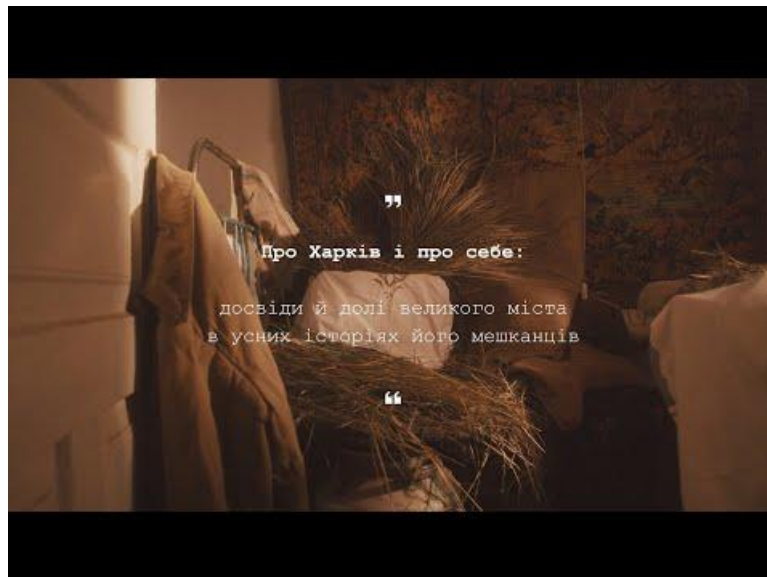 ”
Про Харків і про себе:
досвіди й долі великого міста
в усних історіях його мешканців
“